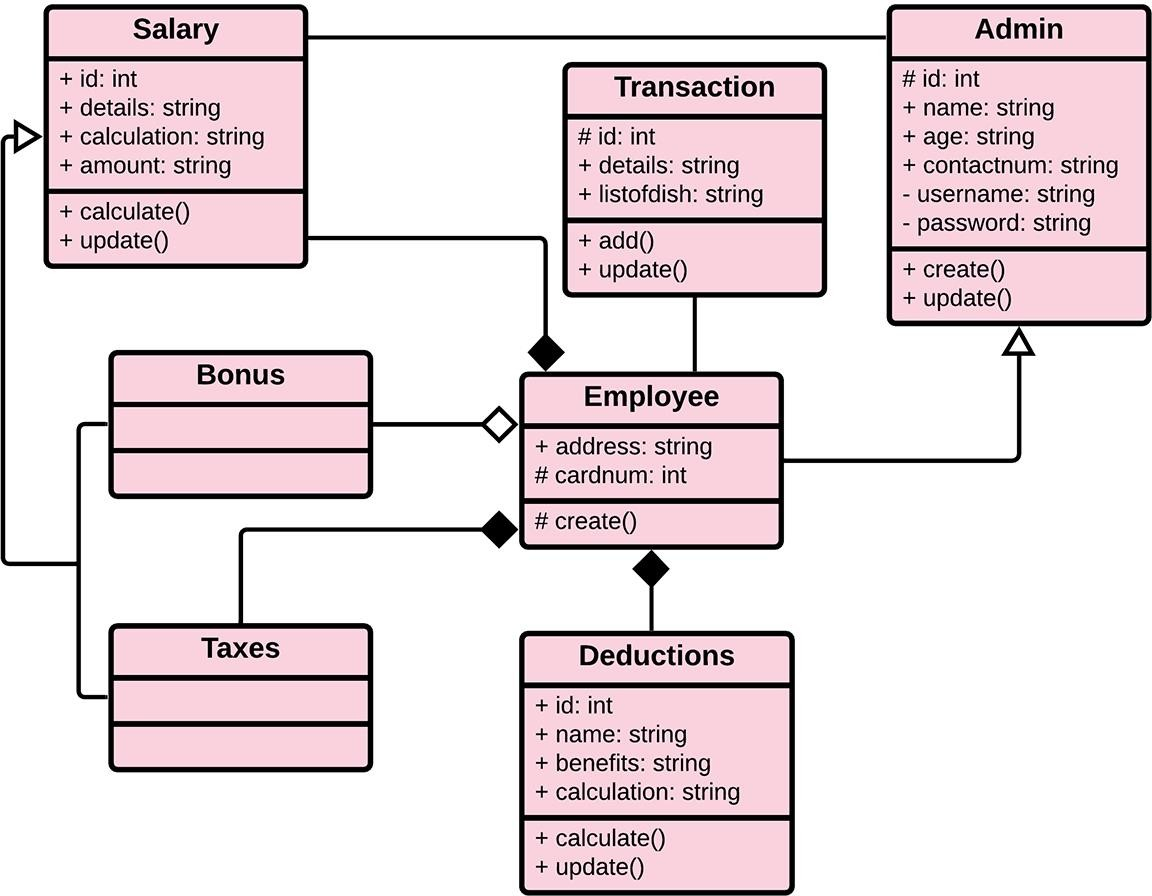 Salary
+ id: int
+ details: string
+ calculation: string
+ amount: string
+ calculate()
+ update()
Transaction
# id: int
+ details: string
+ listofdish: string
+ add()
+ update()
Admin
# id: int
+ name: string
+ age: string
+ contactnum: string
- username: string
- password: string
+ create()
+ update()
Bonus
Employee
+ address: string
# cardnum: int
# create()
Taxes
Deductions
+ id: int
+ name: string
+ benefits: string
+ calculation: string
+ calculate()
+ update()